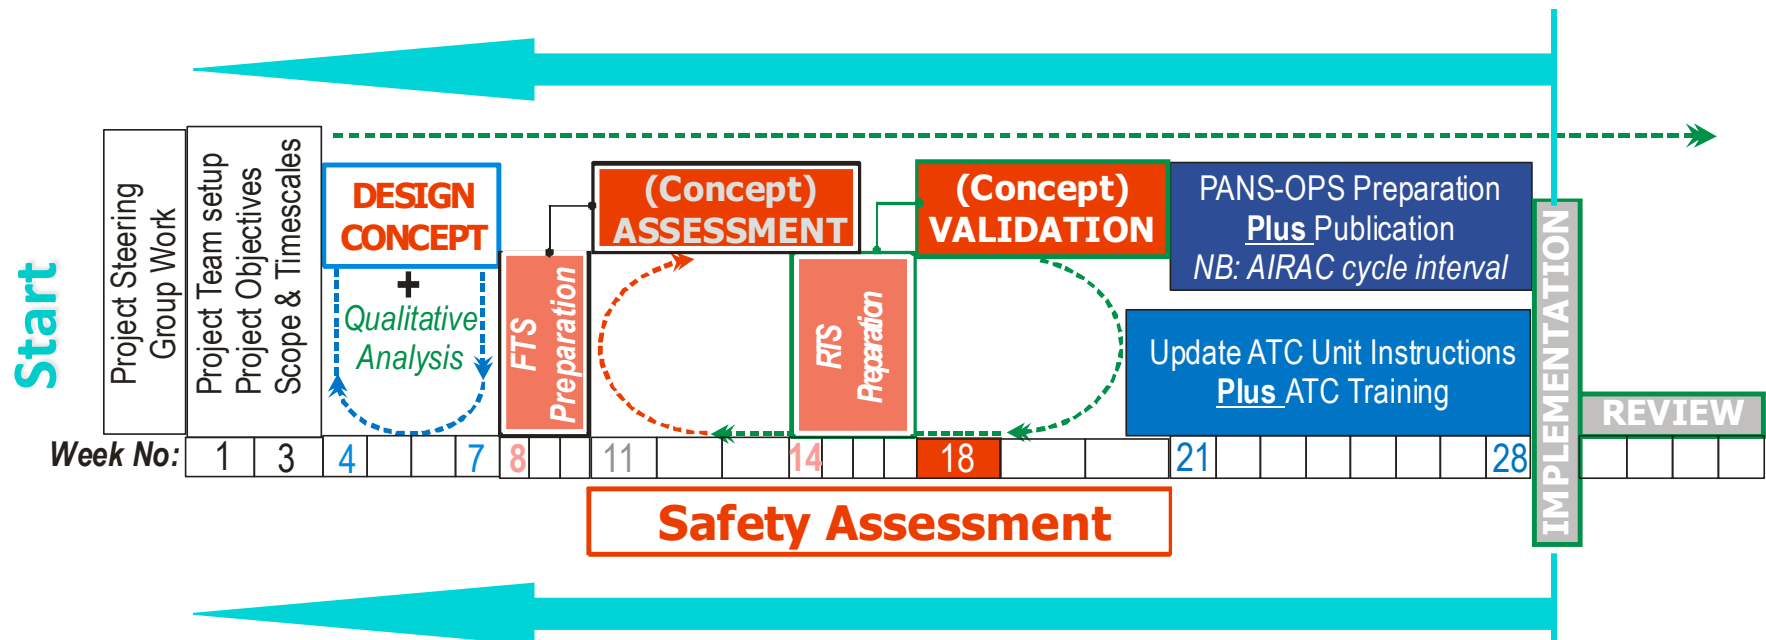 Start
Project Steering
Group Work
Project Team setup
Project Objectives
Scope & Timescales
DESIGN
CONCEPT
+
Qualitative
Analysis
FTS
Preparation
(Concept)
ASSESSMENT
RTS
Preparation
(Concept)
VALIDATION
PANS-OPS Preparation
Plus Publication
NB: AIRAC cycle interval
Update ATC Unit Instructions
Plus ATC Training
IMPLEMENTATION
REVIEW
Week No: 1 3 4 7 8 11 14 18 21 28
Safety Assessment